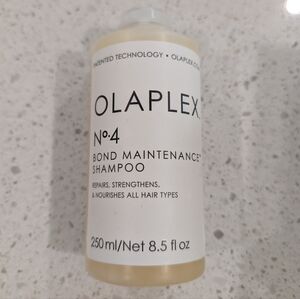 PATENTED TECHNOLOGY • OLAPLEX.COM
OLAPLEX
Nº.4
BOND MAINTENANCE™
SHAMPOO
REPAIRS, STRENGTHENS,
& NOURISHES ALL HAIR TYPES
250 ml/Net 8.5 fl oz